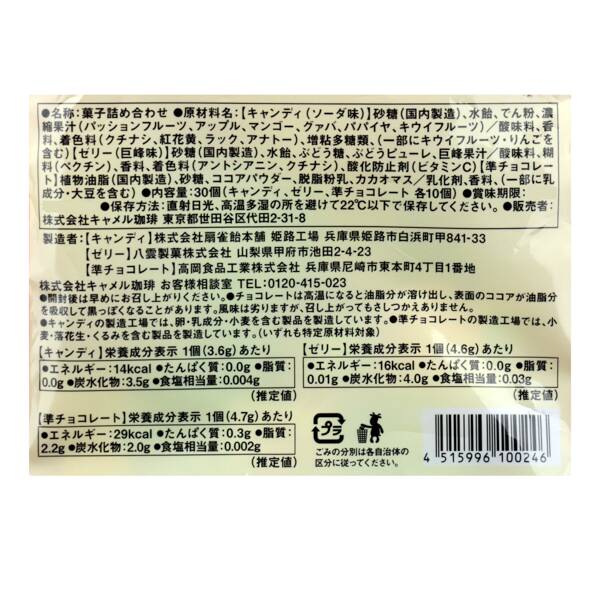 ●名称:菓子詰め合わせ ●原材料名:【キャンディ(ソーダ味)】砂糖(国内製造)、水飴、でん粉、濃
縮果汁(パッションフルーツ、アップル、マンゴー、グァバ、パパイヤ、キウイフルーツ)/酸味料、香
料、着色料(クチナシ、紅花黄、ラック、アナトー)、増粘多糖類、(一部にキウイフルーツ・りんごを
含む)【ゼリー(巨峰味)】砂糖(国内製造)、水飴、ぶどう糖、ぶどうピューレ、巨峰果汁/酸味料、糊
料(ペクチン)、香料、着色料(アントシアニン、クチナシ)、酸化防止剤(ビタミンC)【準チョコレー
ト】植物油脂(国内製造)、砂糖、ココアパウダー、脱脂粉乳、カカオマス/乳化剤、香料、(一部に乳
成分・大豆を含む) ●内容量:30個(キャンディ、ゼリー、準チョコレート 各10個) ●賞味期限:
●保存方法:直射日光、高温多湿の所を避けて22℃以下で保存してください。●販売者:
株式会社キャメル珈琲 東京都世田谷区代田2-31-8
製造者:【キャンディ】株式会社扇雀飴本舗 姫路工場 兵庫県姫路市白浜町甲841-33
【ゼリー】八雲製菓株式会社 山梨県甲府市池田2-4-23
【準チョコレート】高岡食品工業株式会社 兵庫県尼崎市東本町4丁目1番地
株式会社キャメル珈琲 お客様相談室 TEL:0120-415-023
●開封後は早めにお召し上がりください。●チョコレートは高温になると油脂分が溶け出し、表面のココアが油脂分
を吸収して黒っぽくなることがあります。風味は劣りますが、召し上がってもさしつかえありません。
●キャンディの製造工場では、卵・乳成分・小麦を含む製品を製造しています。●準チョコレートの製造工場では、小
麦・落花生・くるみを含む製品を製造しています。(いずれも特定原材料対象)
【キャンディ】栄養成分表示 1個(3.6g)あたり
●エネルギー:14kcal ●たんぱく質:0.0g ●脂質:
0.0g ●炭水化物:3.5g ●食塩相当量:0.004g
(推定値)
【ゼリー】栄養成分表示 1個(4.6g)あたり
●エネルギー:16kcal ●たんぱく質:0.0g ●脂質:
0.01g ●炭水化物:4.0g ●食塩相当量:0.03g
(推定値)
【準チョコレート】栄養成分表示 1個(4.7g)あたり
●エネルギー:29kcal ●たんぱく質:0.3g ●脂質:
2.2g ●炭水化物:2.0g ●食塩相当量:0.002g
(推定値)
プラ
ごみの分別は各自治体の
区分に従ってください。
4 515996 100246